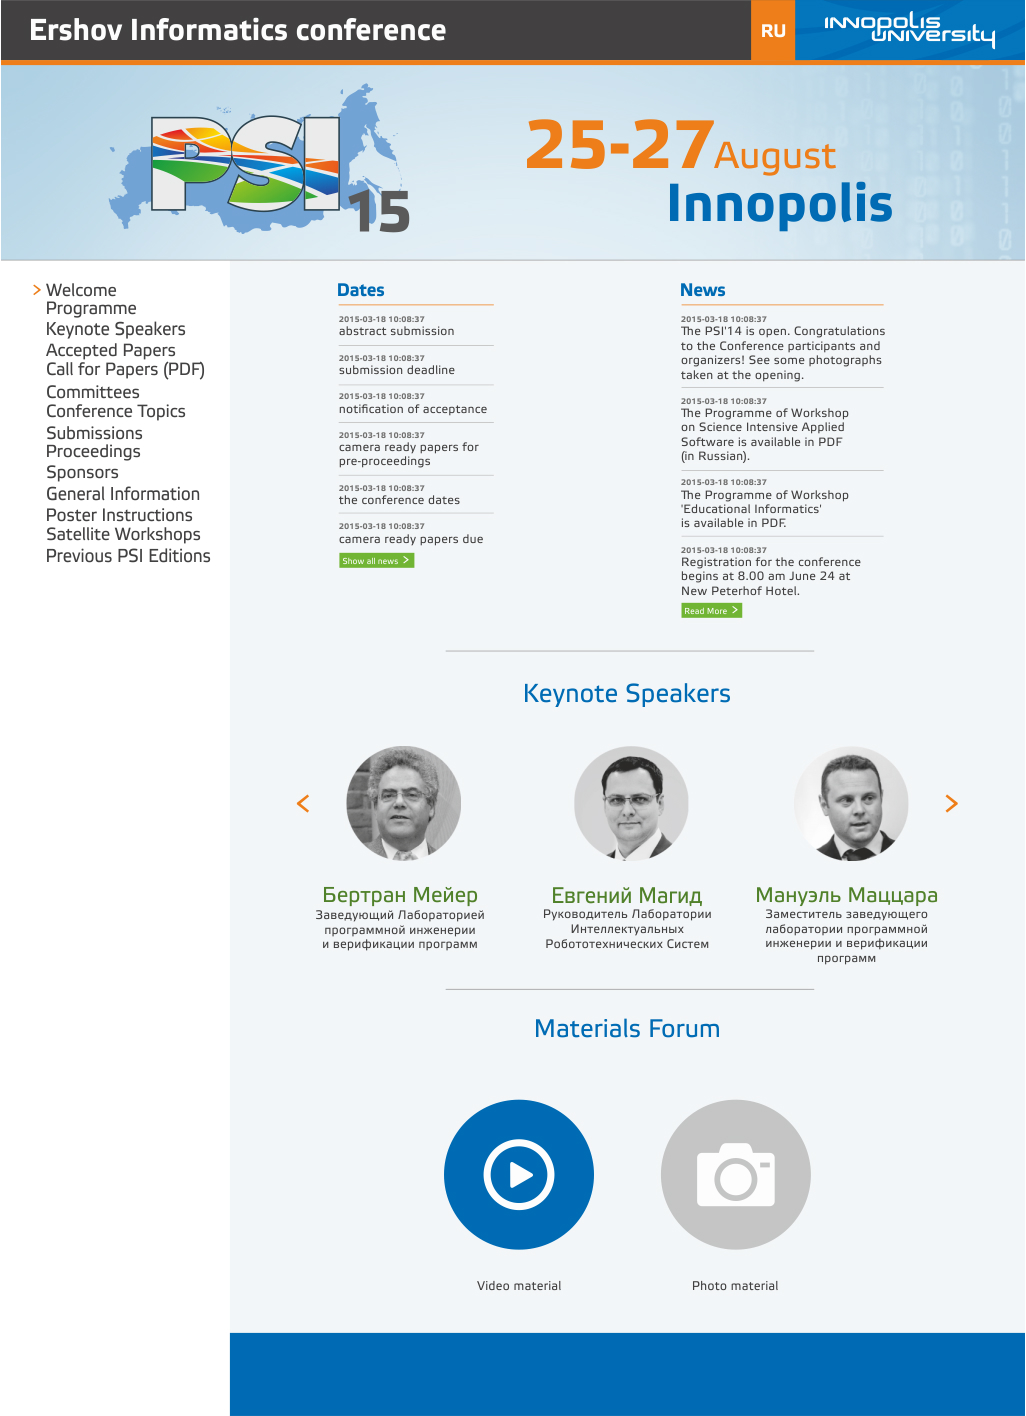 Ershov Informatics conference
RU
INNOPOLIS
UNIVERSITY
PSI
15
25-27 August
Innopolis
> Welcome
Programme
Keynote Speakers
Accepted Papers
Call for Papers (PDF)
Committees
Conference Topics
Submissions
Proceedings
Sponsors
General Information
Poster Instructions
Satellite Workshops
Previous PSI Editions
Dates
2015-03-18 10:08:37
abstract submission
2015-03-18 10:08:37
submission deadline
2015-03-18 10:08:37
notification of acceptance
2015-03-18 10:08:37
camera ready papers for
pre-proceedings
2015-03-18 10:08:37
the conference dates
2015-03-18 10:08:37
camera ready papers due
Show all news >
News
2015-03-18 10:08:37
The PSI'14 is open. Congratulations
to the Conference participants and
organizers! See some photographs
taken at the opening.
2015-03-18 10:08:37
The Programme of Workshop
on Science Intensive Applied
Software is available in PDF
(in Russian).
2015-03-18 10:08:37
The Programme of Workshop
'Educational Informatics'
is available in PDF.
2015-03-18 10:08:37
Registration for the conference
begins at 8.00 am June 24 at
New Peterhof Hotel.
Read More >
Keynote Speakers
Бертран Мейер
Заведующий Лабораторией
программной инженерии
и верификации программ
Евгений Магид
Руководитель Лаборатории
Интеллектуальных
Робототехнических Систем
Мануэль Маццара
Заместитель заведующего
лаборатории программной
инженерии и верификации
программ
Materials Forum
Video material
Photo material